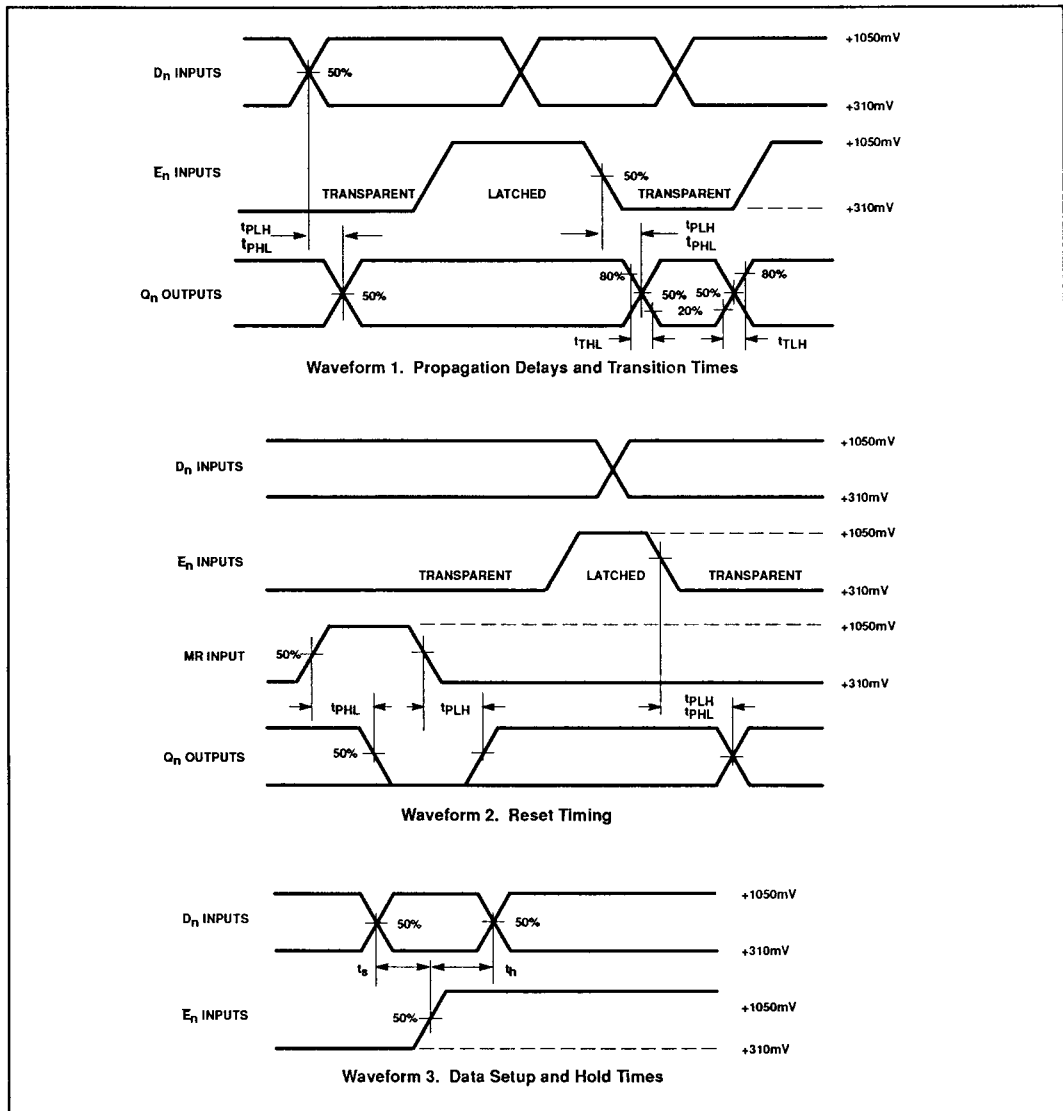 +1050mV
Dn INPUTS
50%
+310mV
+1050mV
En INPUTS
50%
TRANSPARENT LATCHED TRANSPARENT
+310mV
tPLH tPLH
tPHL tPHL
80% 80%
Qn OUTPUTS
50% 50% 50%
20%
tTHL tTLH
Waveform 1. Propagation Delays and Transition Times
+1050mV
Dn INPUTS
+310mV
+1050mV
En INPUTS
TRANSPARENT LATCHED TRANSPARENT
+310mV
+1050mV
MR INPUT 50%
+310mV
tPHL tPLH tPLH
tPHL
Qn OUTPUTS 50%
Waveform 2. Reset Timing
+1050mV
Dn INPUTS 50% 50%
+310mV
ts th
+1050mV
En INPUTS 50%
+310mV
Waveform 3. Data Setup and Hold Times